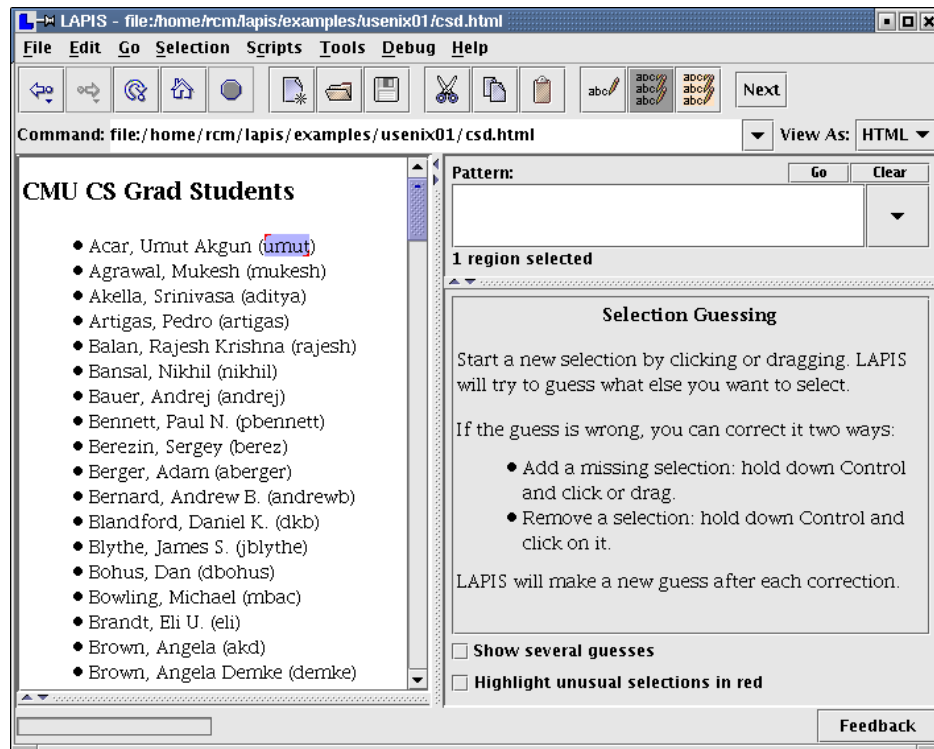 LAPIS - file:/home/rcm/lapis/examples/usenix01/csd.html
File Edit Go Selection Scripts Tools Debug Help
abc abc abc abc abc abc abc Next
Command: file:/home/rcm/lapis/examples/usenix01/csd.html View As: HTML
CMU CS Grad Students
Acar, Umut Akgun (umut)
Agrawal, Mukesh (mukesh)
Akella, Srinivasa (aditya)
Artigas, Pedro (artigas)
Balan, Rajesh Krishna (rajesh)
Bansal, Nikhil (nikhil)
Bauer, Andrej (andrej)
Bennett, Paul N. (pbennett)
Berezin, Sergey (berez)
Berger, Adam (aberger)
Bernard, Andrew B. (andrewb)
Blandford, Daniel K. (dkb)
Blythe, James S. (jblythe)
Bohus, Dan (dbohus)
Bowling, Michael (mbac)
Brandt, Eli U. (eli)
Brown, Angela (akd)
Brown, Angela Demke (demke)
Pattern: Go Clear
1 region selected
Selection Guessing
Start a new selection by clicking or dragging. LAPIS
will try to guess what else you want to select.
If the guess is wrong, you can correct it two ways:
Add a missing selection: hold down Control
and click or drag.
Remove a selection: hold down Control and
click on it.
LAPIS will make a new guess after each correction.
Show several guesses
Highlight unusual selections in red
Feedback